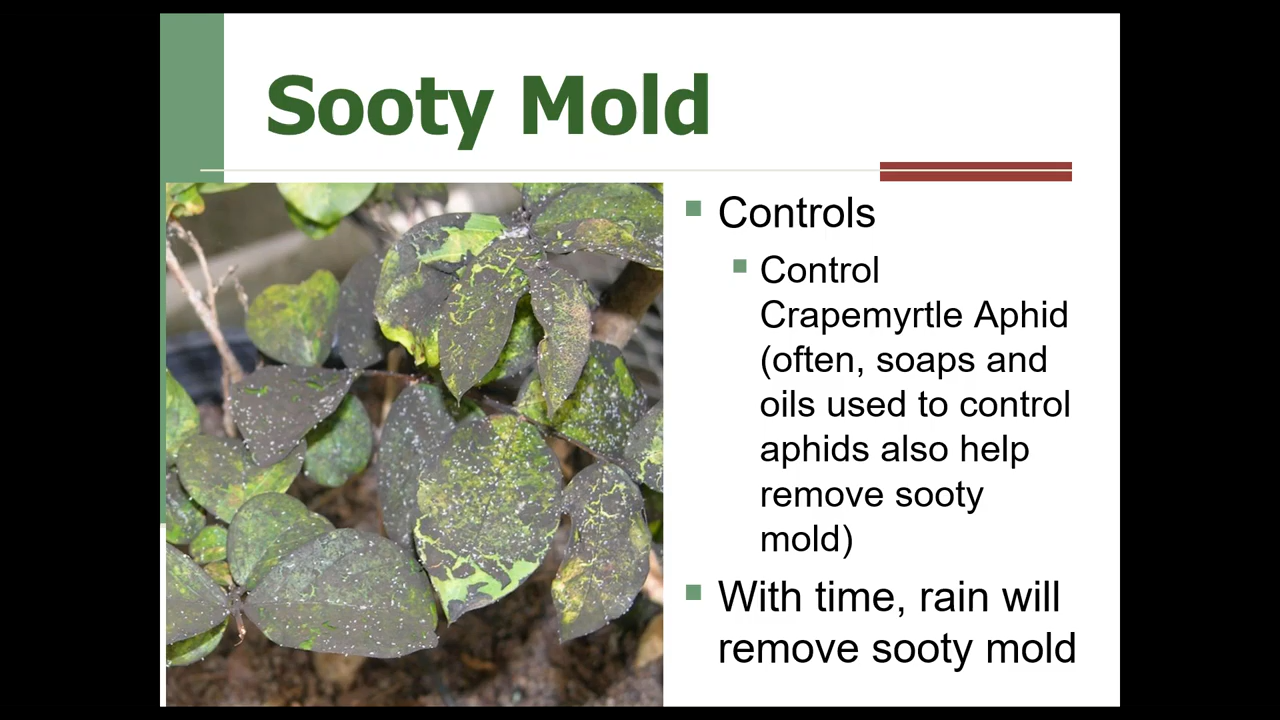 Sooty Mold
Controls
Control
Crapemyrtle Aphid
(often, soaps and
oils used to control
aphids also help
remove sooty
mold)
With time, rain will
remove sooty mold